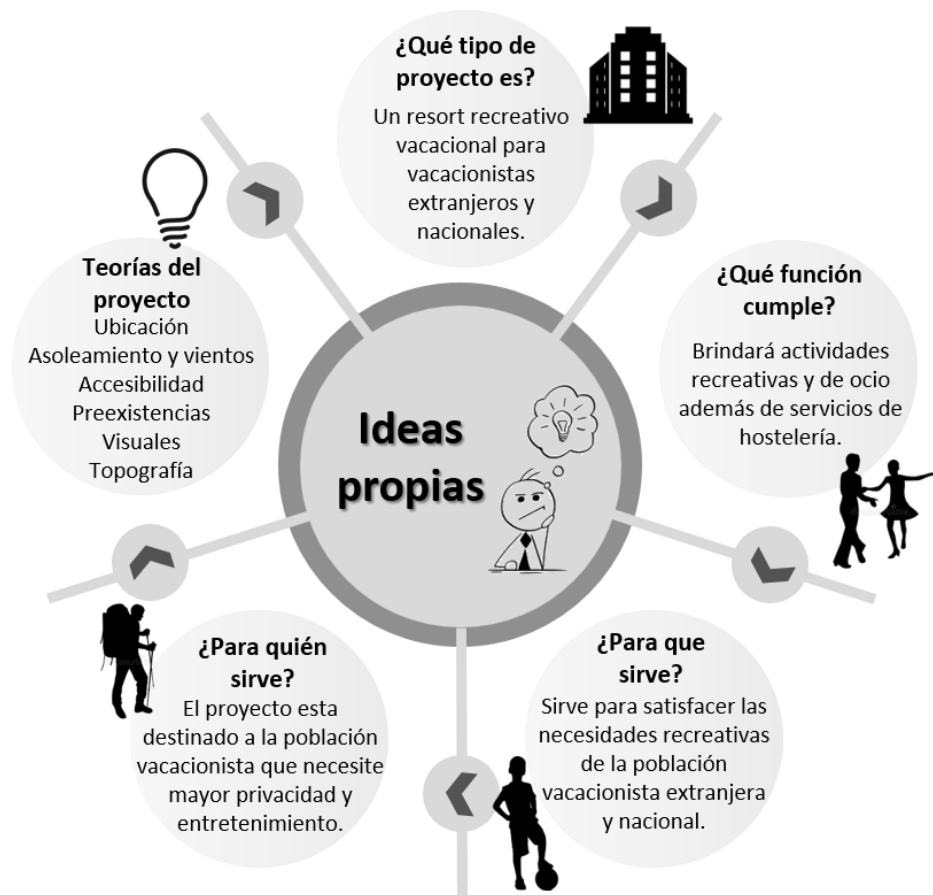 ¿Qué tipo de
proyecto es?
Un resort recreativo
vacacional para
vacacionistas
extranjeros y
nacionales.
¿Qué función
cumple?
Brindará actividades
recreativas y de ocio
además de servicios de
hostelería.
¿Para que
sirve?
Sirve para satisfacer las
necesidades recreativas
de la población
vacacionista extranjera
y nacional.
¿Para quién
sirve?
El proyecto esta
destinado a la población
vacacionista que necesite
mayor privacidad y
entretenimiento.
Teorías del
proyecto
Ubicación
Asoleamiento y vientos
Accesibilidad
Preexistencias
Visuales
Topografía
Ideas
propias